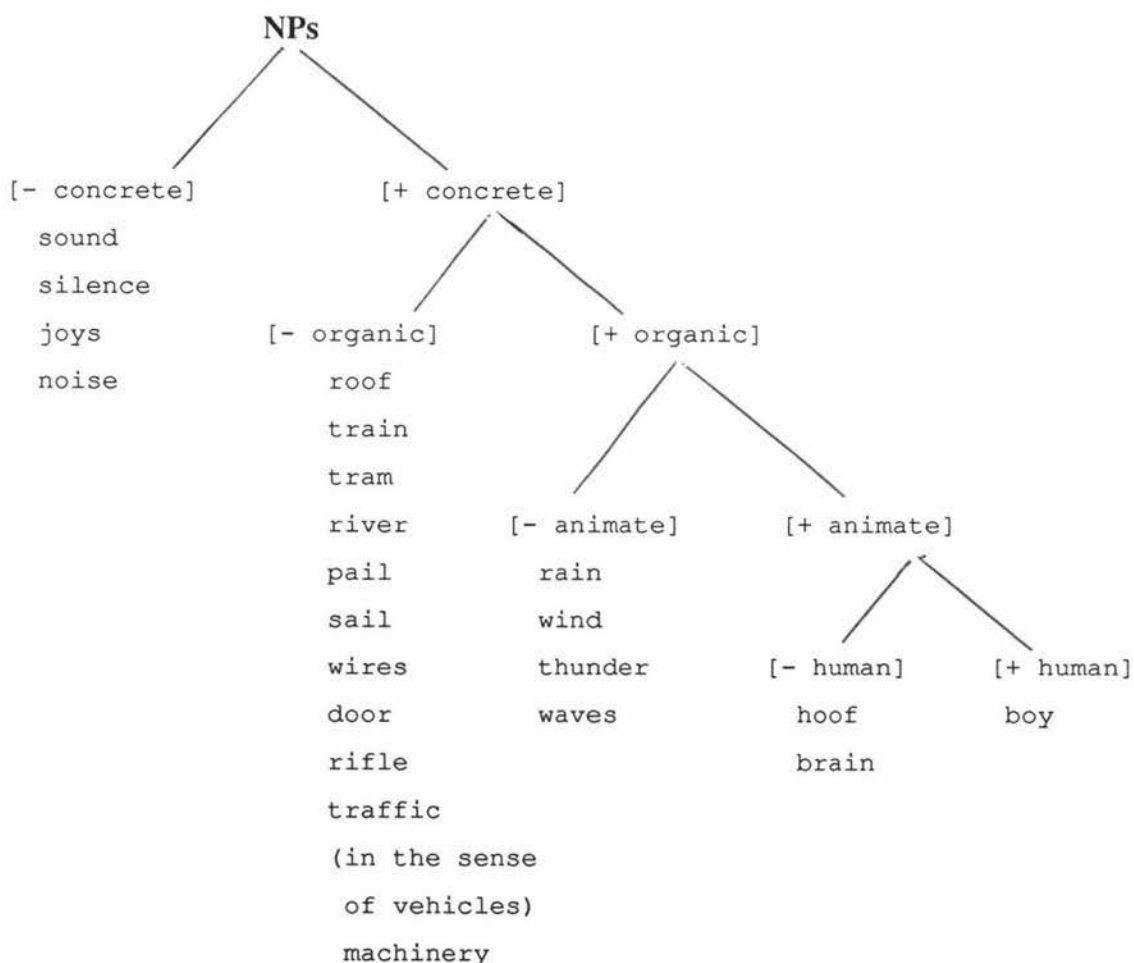 NPs
[- concrete]
sound
silence
joys
noise
[+ concrete]
[- organic]
roof
train
tram
river
pail
sail
wires
door
rifle
traffic
(in the sense
of vehicles)
machinery
[+ organic]
[- animate]
rain
wind
thunder
waves
[+ animate]
[- human]
hoof
brain
[+ human]
boy